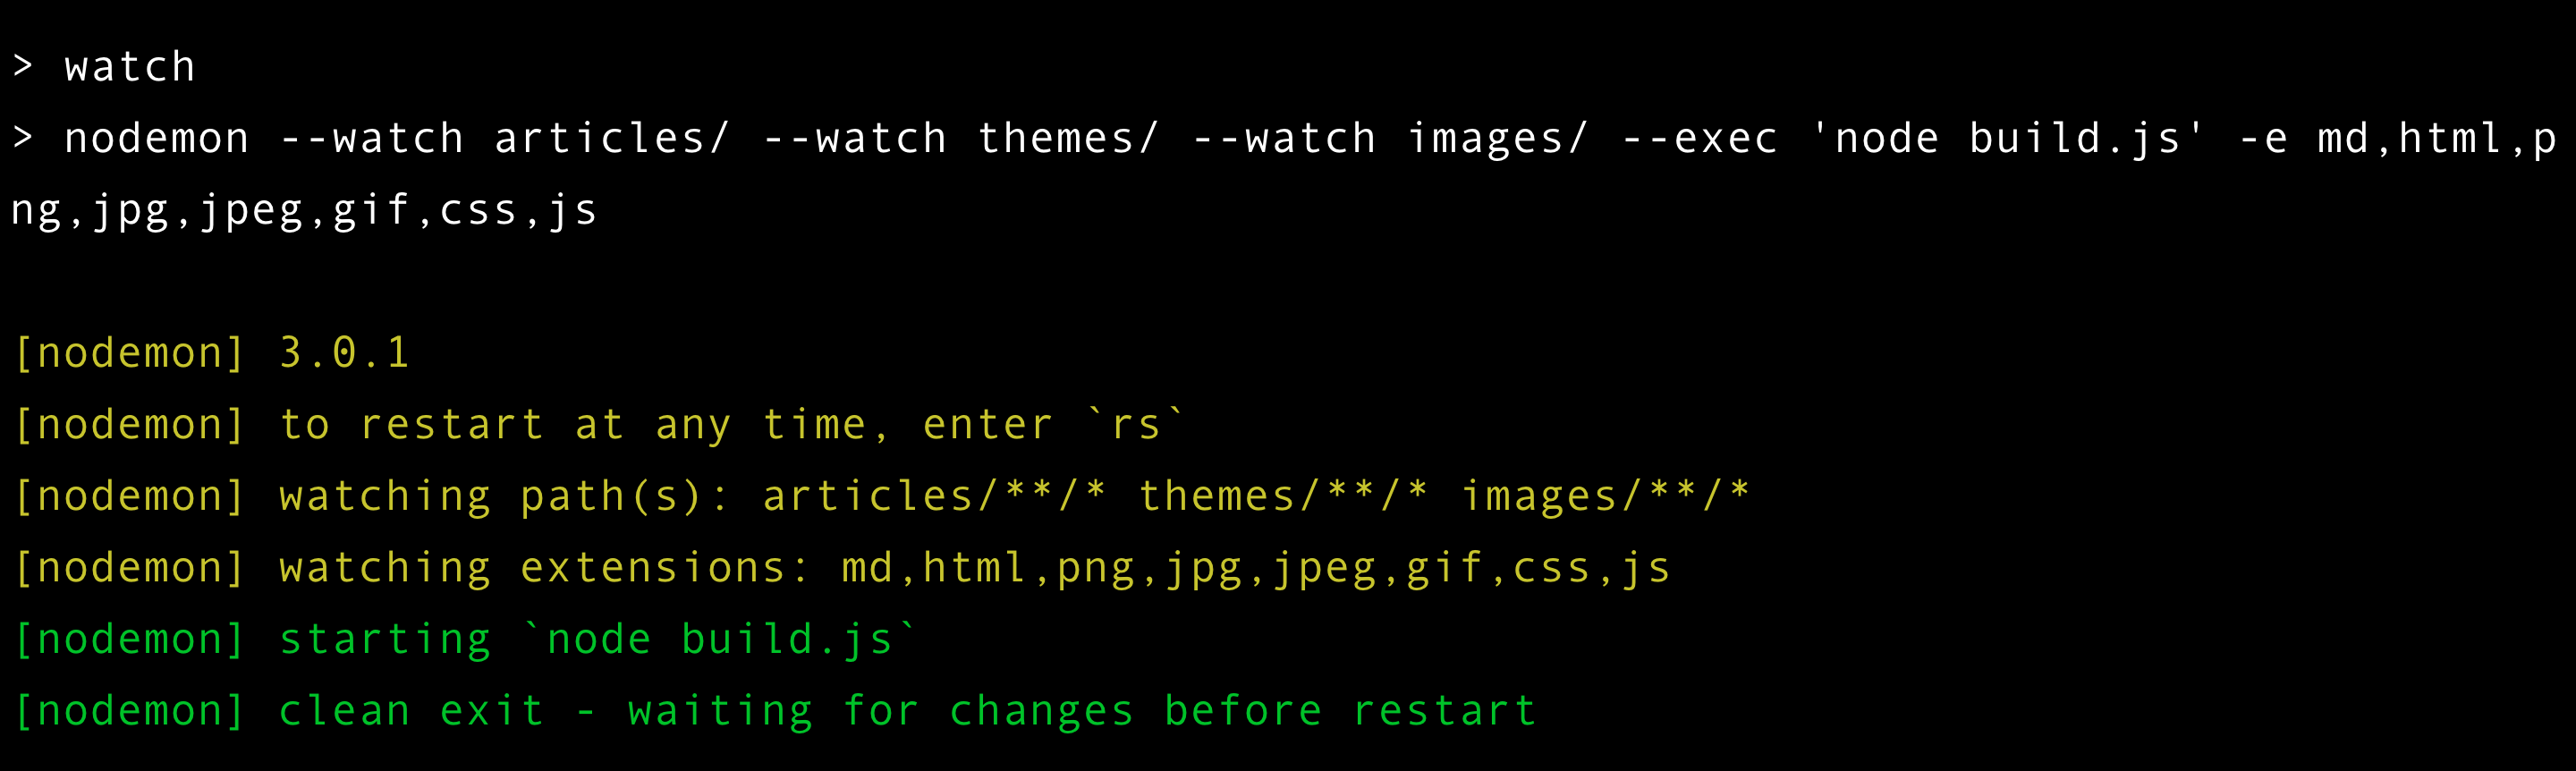 > watch
> nodemon --watch articles/ --watch themes/ --watch images/ --exec 'node build.js' -e md,html,p
ng,jpg,jpeg,gif,css,js
[nodemon] 3.0.1
[nodemon] to restart at any time, enter `rs`
[nodemon] watching path(s): articles/**/* themes/**/* images/**/*
[nodemon] watching extensions: md,html,png,jpg,jpeg,gif,css,js
[nodemon] starting `node build.js`
[nodemon] clean exit - waiting for changes before restart